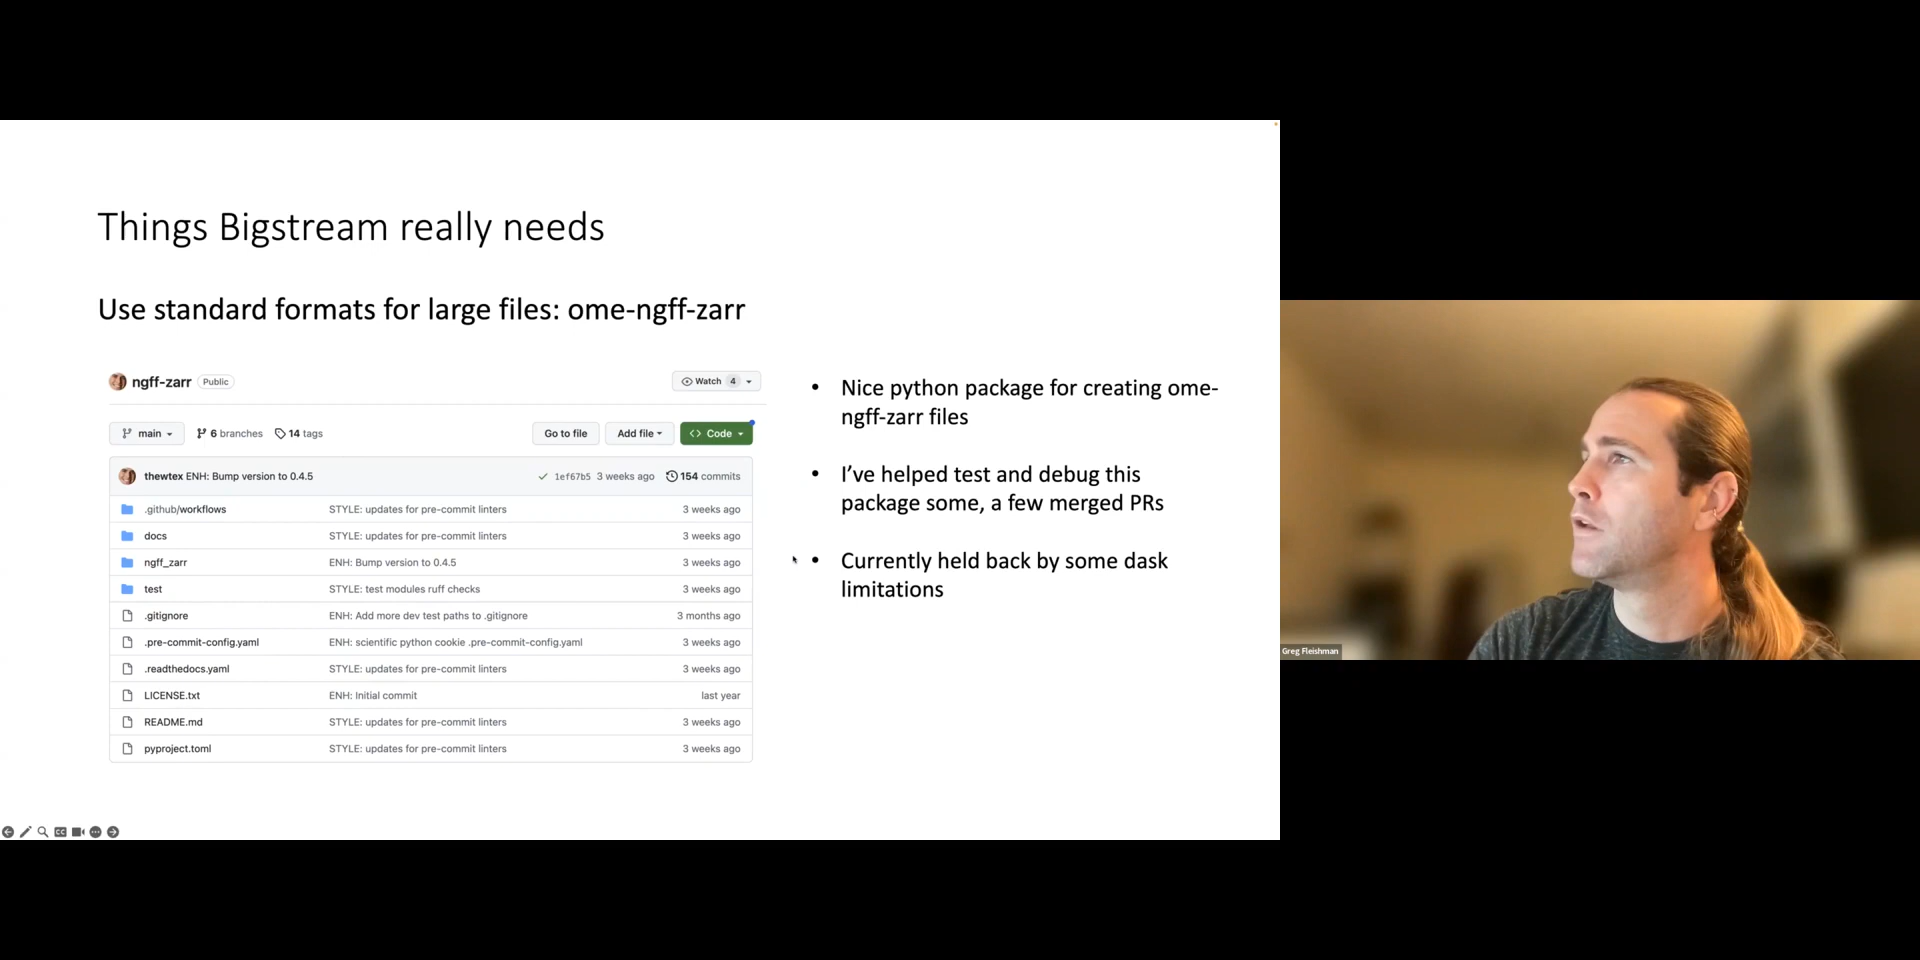 Things Bigstream really needs
Use standard formats for large files: ome-ngff-zarr
ngff-zarr Public
Watch 4
main 6 branches 14 tags
Go to file Add file Code
thewtex ENH: Bump version to 0.4.5 1ef67b5 3 weeks ago 154 commits
.github/workflows STYLE: updates for pre-commit linters 3 weeks ago
docs STYLE: updates for pre-commit linters 3 weeks ago
ngff_zarr ENH: Bump version to 0.4.5 3 weeks ago
test STYLE: test modules ruff checks 3 weeks ago
.gitignore ENH: Add more dev test paths to .gitignore 3 months ago
.pre-commit-config.yaml ENH: scientific python cookie .pre-commit-config.yaml 3 weeks ago
.readthedocs.yaml STYLE: updates for pre-commit linters 3 weeks ago
LICENSE.txt ENH: Initial commit last year
README.md STYLE: updates for pre-commit linters 3 weeks ago
pyproject.toml STYLE: updates for pre-commit linters 3 weeks ago
• Nice python package for creating ome-
ngff-zarr files
• I’ve helped test and debug this
package some, a few merged PRs
• Currently held back by some dask
limitations
CC
Greg Fleishman